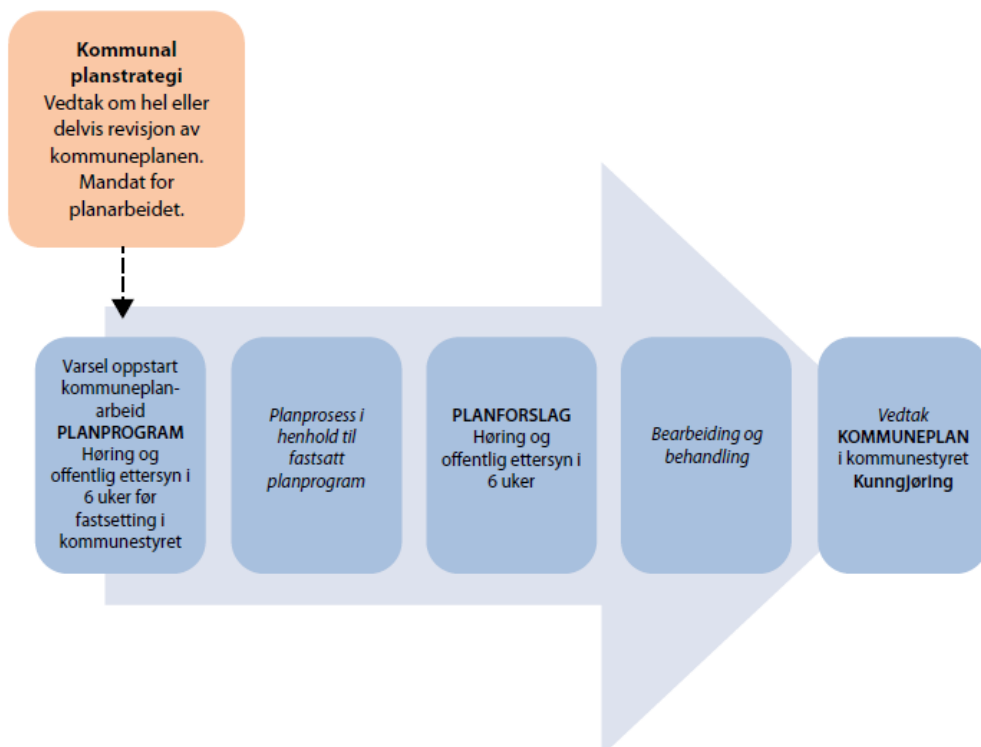 Kommunal
planstrategi
Vedtak om hel eller
delvis revisjon av
kommuneplanen.
Mandat for
planarbeidet.
Varsel oppstart
kommuneplan-
arbeid
PLANPROGRAM
Høring og
offentlig ettersyn i
6 uker før
fastsetting i
kommunestyret
Planprosess i
henhold til
fastsatt
planprogram
PLANFORSLAG
Høring og
offentlig ettersyn i
6 uker
Bearbeiding og
behandling
Vedtak
KOMMUNEPLAN
i kommunestyret
Kunngjøring